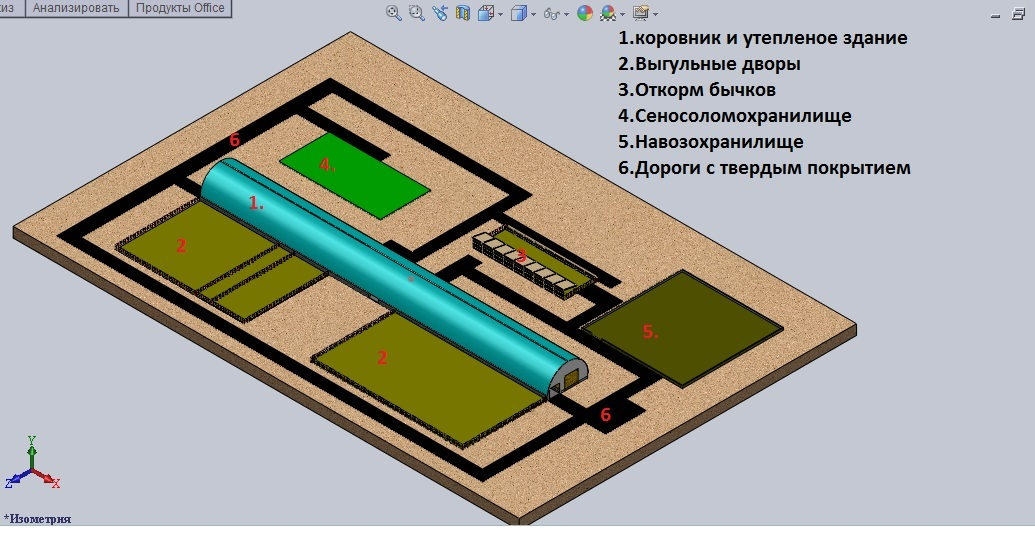 киз Анализировать Продукты Office
1.коровник и утепленое здание
2.Выгульные дворы
3.Откорм бычков
4.Сеносоломохранилище
5.Навозохранилище
6.Дороги с твердым покрытием
6
4.
1.
2
3
5.
2
6
Y
Z X
*Изометрия